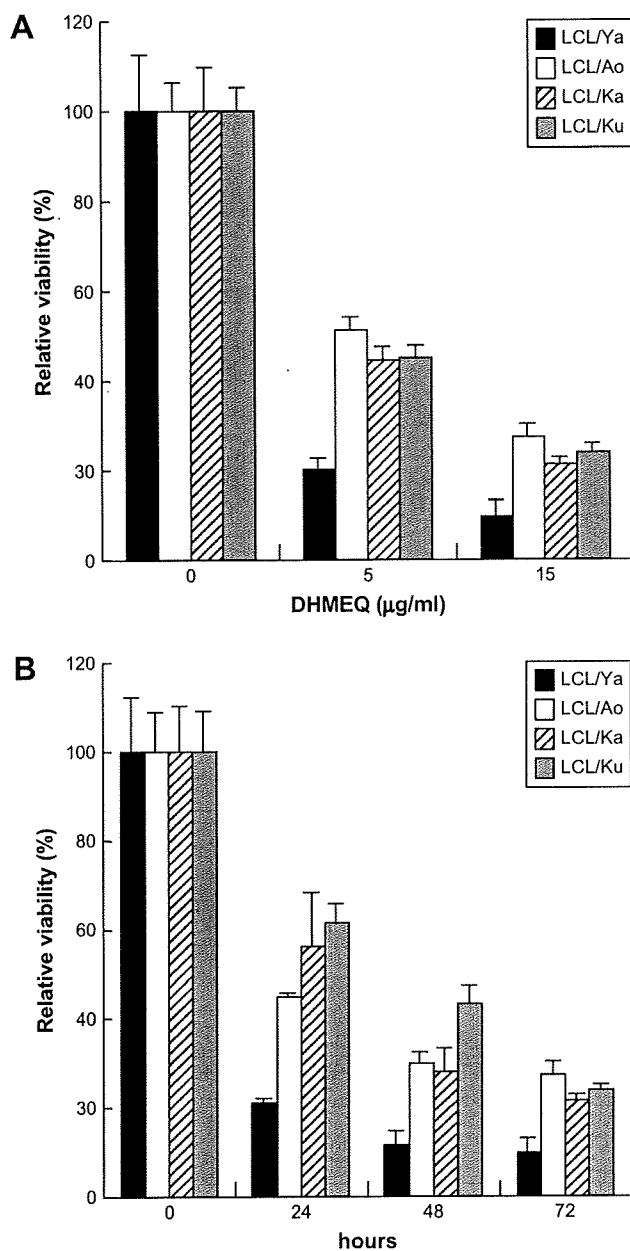 A
120
100
80
60
40
30
0
Relative viability (%)
LCL/Ya
LCL/Ao
LCL/Ka
LCL/Ku
0 5 15
DHMEQ (µg/ml)
B
120
100
80
60
40
30
0
Relative viability (%)
LCL/Ya
LCL/Ao
LCL/Ka
LCL/Ku
0 24 48 72
hours